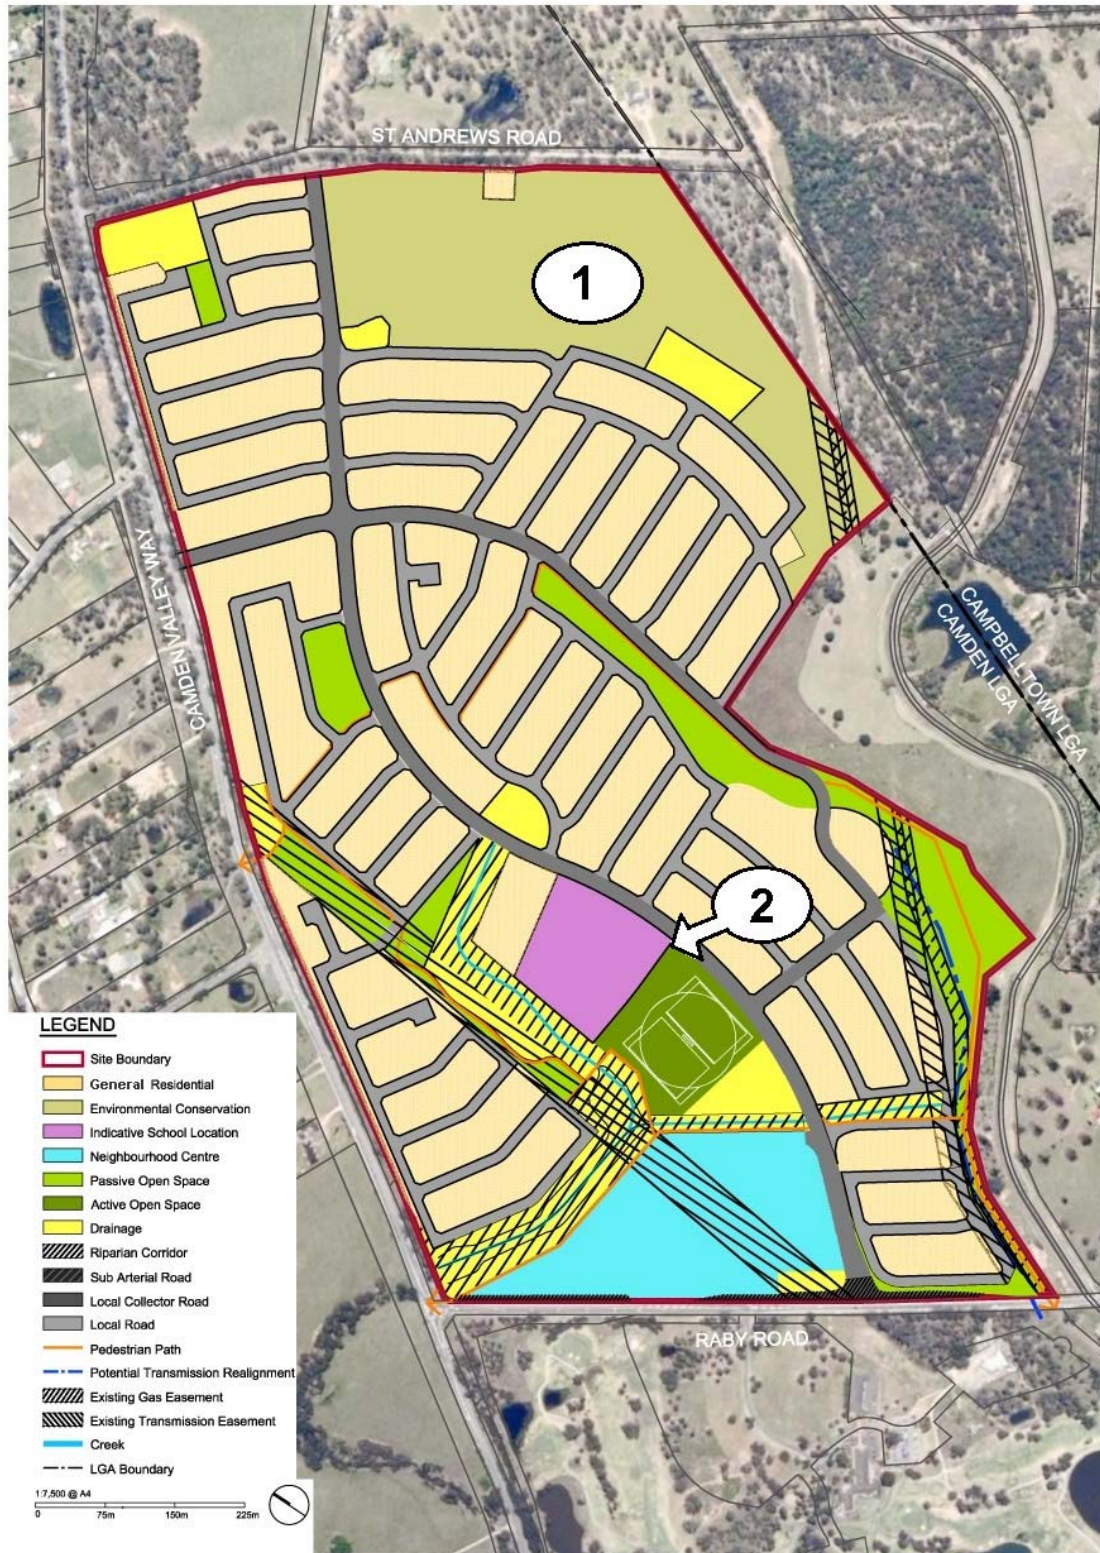 ST ANDREWS ROAD
1
CAMDEN VALLEY WAY
CAMPBELLTOWN LGA
CAMDEN LGA
2
LEGEND
Site Boundary
General Residential
Environmental Conservation
Indicative School Location
Neighbourhood Centre
Passive Open Space
Active Open Space
Drainage
Riparian Corridor
Sub Arterial Road
Local Collector Road
Local Road
Pedestrian Path
Potential Transmission Realignment
Existing Gas Easement
Existing Transmission Easement
Creek
LGA Boundary
RABY ROAD
1:7,500 @ A4
0 75m 150m 225m